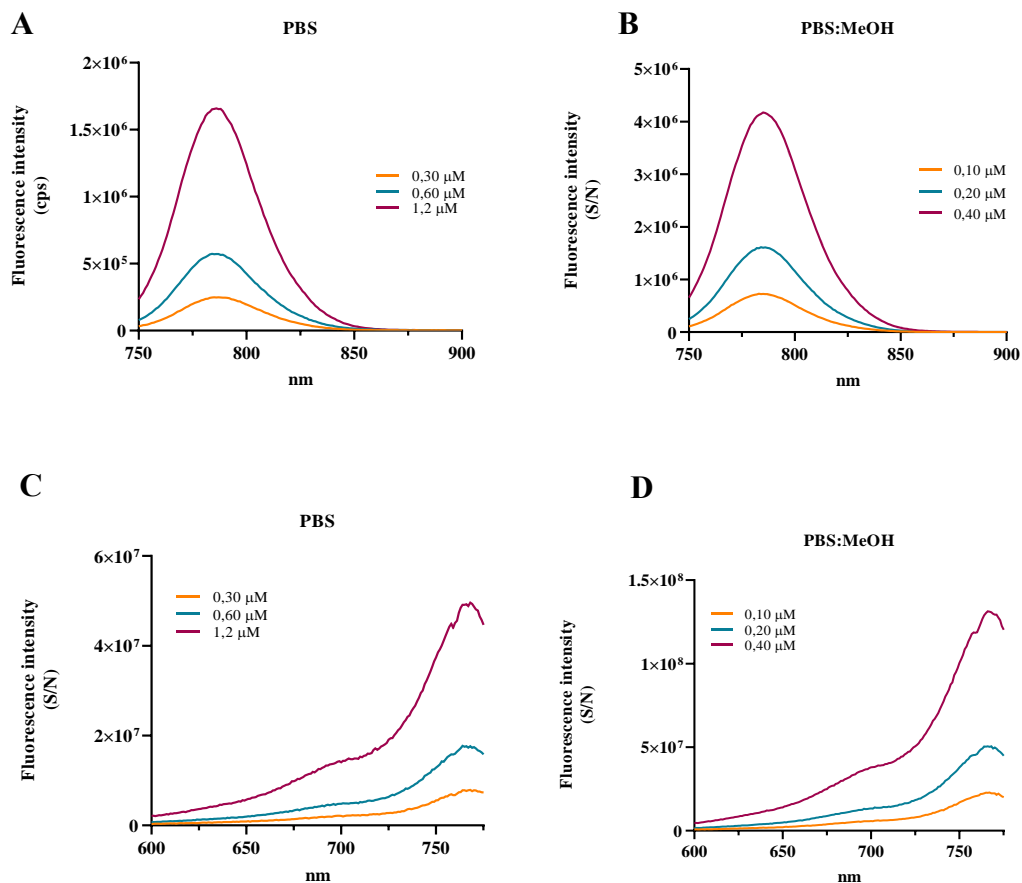 A
PBS
Fluorescence intensity
(cps)
2×10⁶
1.5×10⁶
1×10⁶
5×10⁵
0
750
800
850
900
nm
0,30 μM
0,60 μM
1,2 μM
B
PBS:MeOH
Fluorescence intensity
(S/N)
5×10⁶
4×10⁶
3×10⁶
2×10⁶
1×10⁶
0
750
800
850
900
nm
0,10 μM
0,20 μM
0,40 μM
C
PBS
Fluorescence intensity
(S/N)
6×10⁷
4×10⁷
2×10⁷
0
600
650
700
750
nm
0,30 μM
0,60 μM
1,2 μM
D
PBS:MeOH
Fluorescence intensity
(S/N)
1.5×10⁸
1×10⁸
5×10⁷
0
600
650
700
750
nm
0,10 μM
0,20 μM
0,40 μM